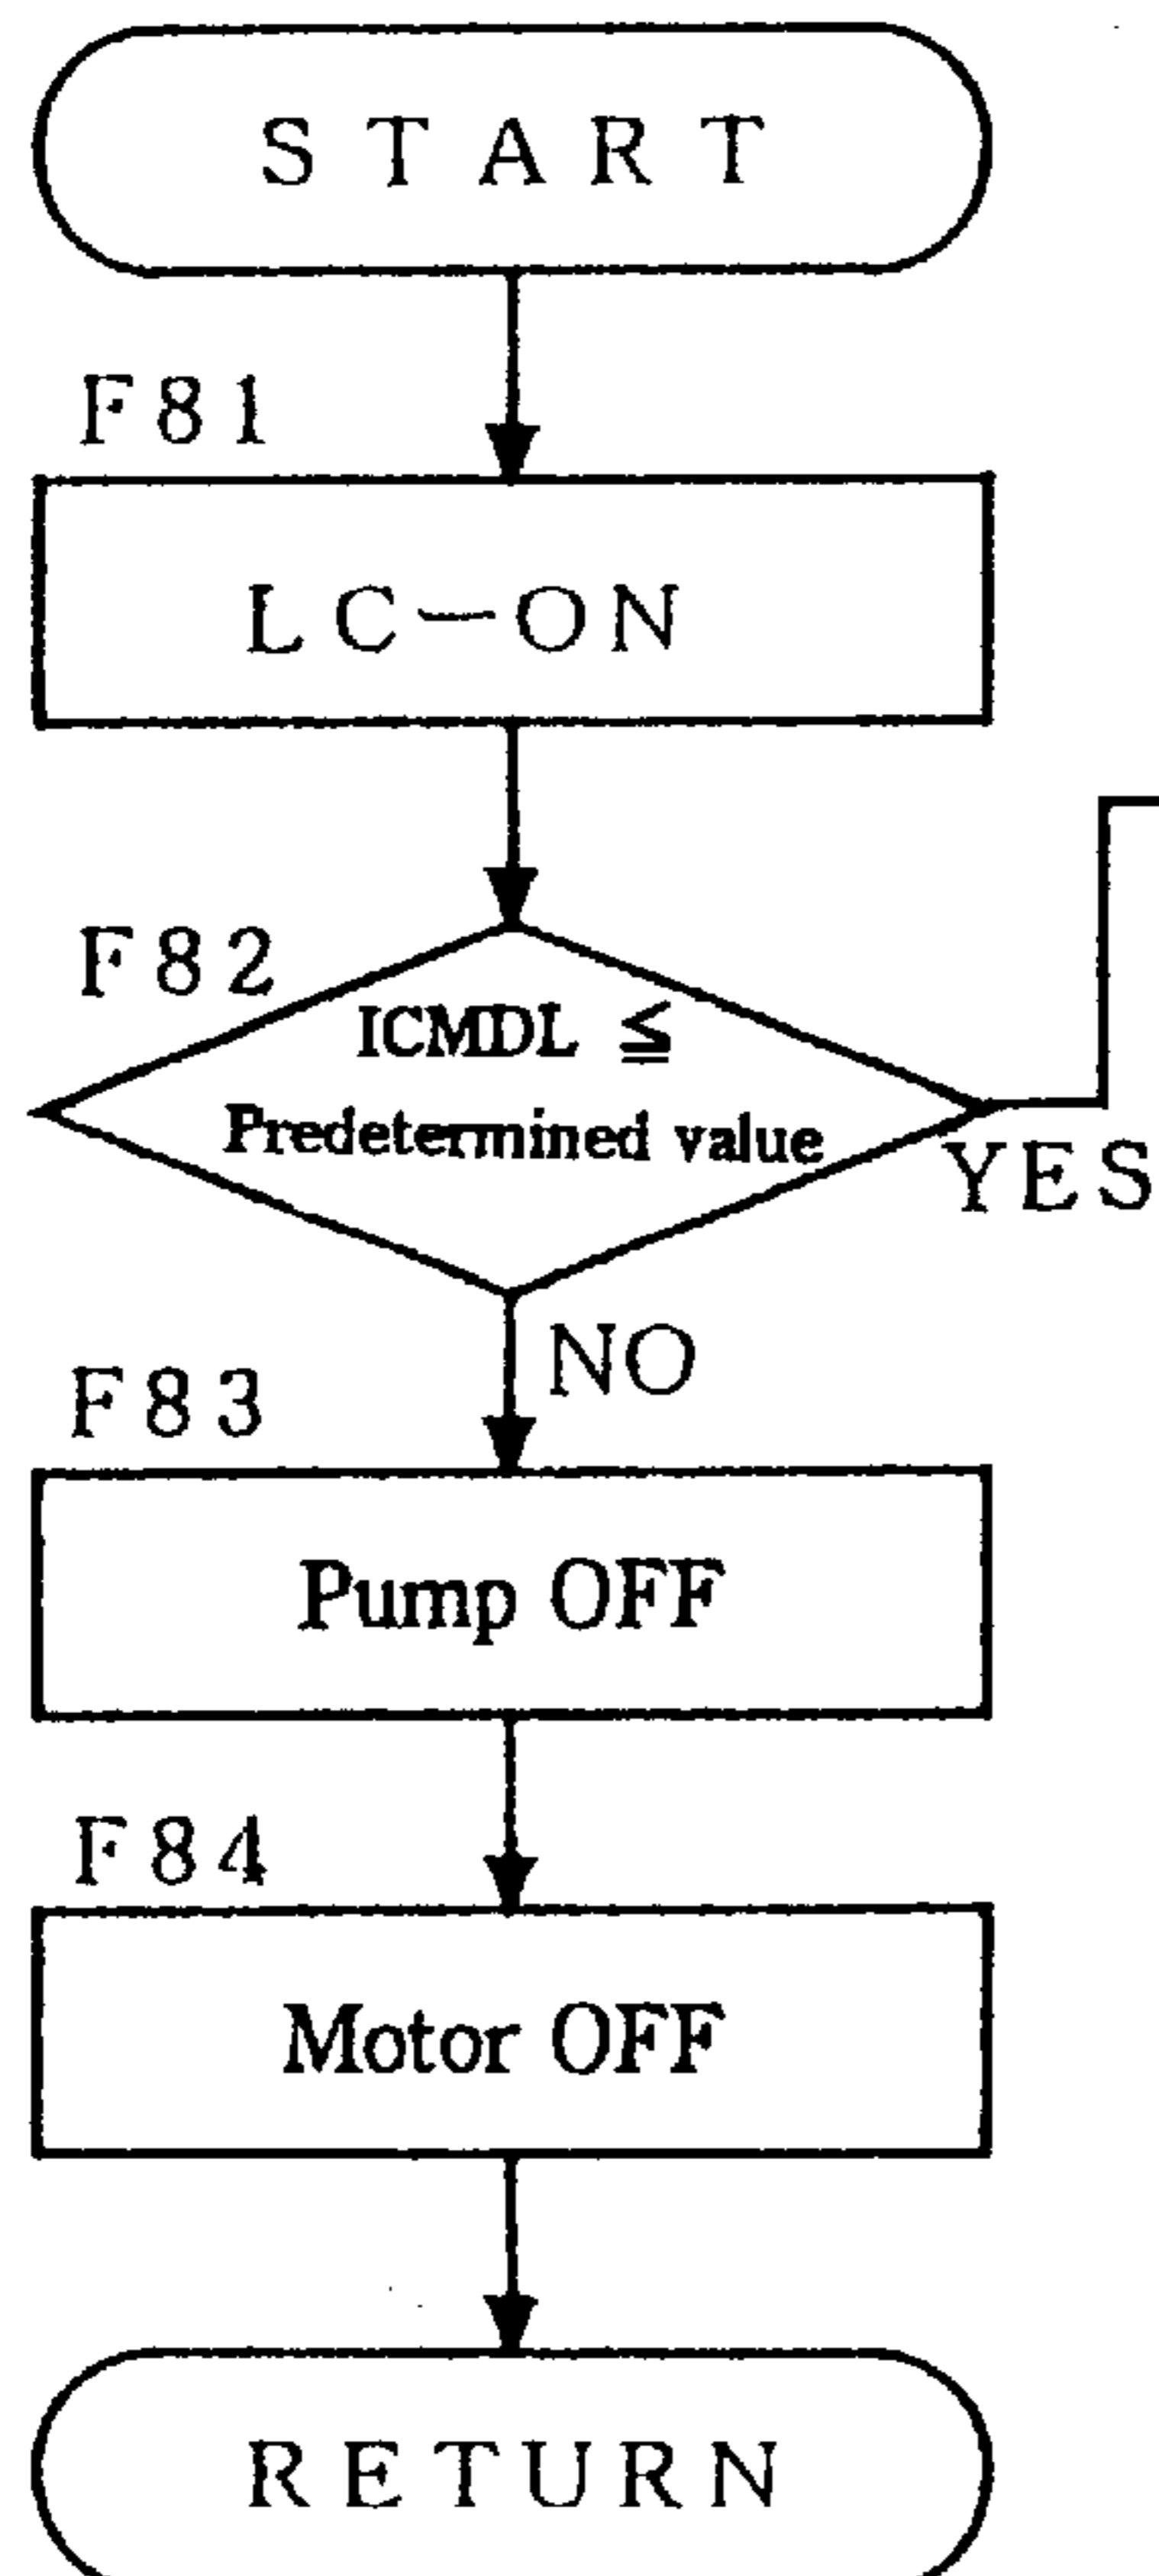 START
F81
LC-ON
F82
ICMDL ≦
Predetermined value
YES
NO
F83
Pump OFF
F84
Motor OFF
RETURN